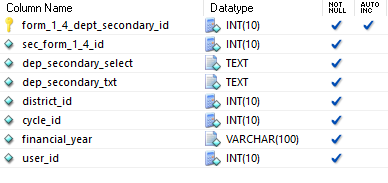 Column Name Datatype NOT NULL AUTO INC
form_1_4_dept_secondary_id INT(10)
sec_form_1_4_id INT(10)
dep_secondary_select TEXT
dep_secondary_txt TEXT
district_id INT(10)
cycle_id INT(10)
financial_year VARCHAR(100)
user_id INT(10)